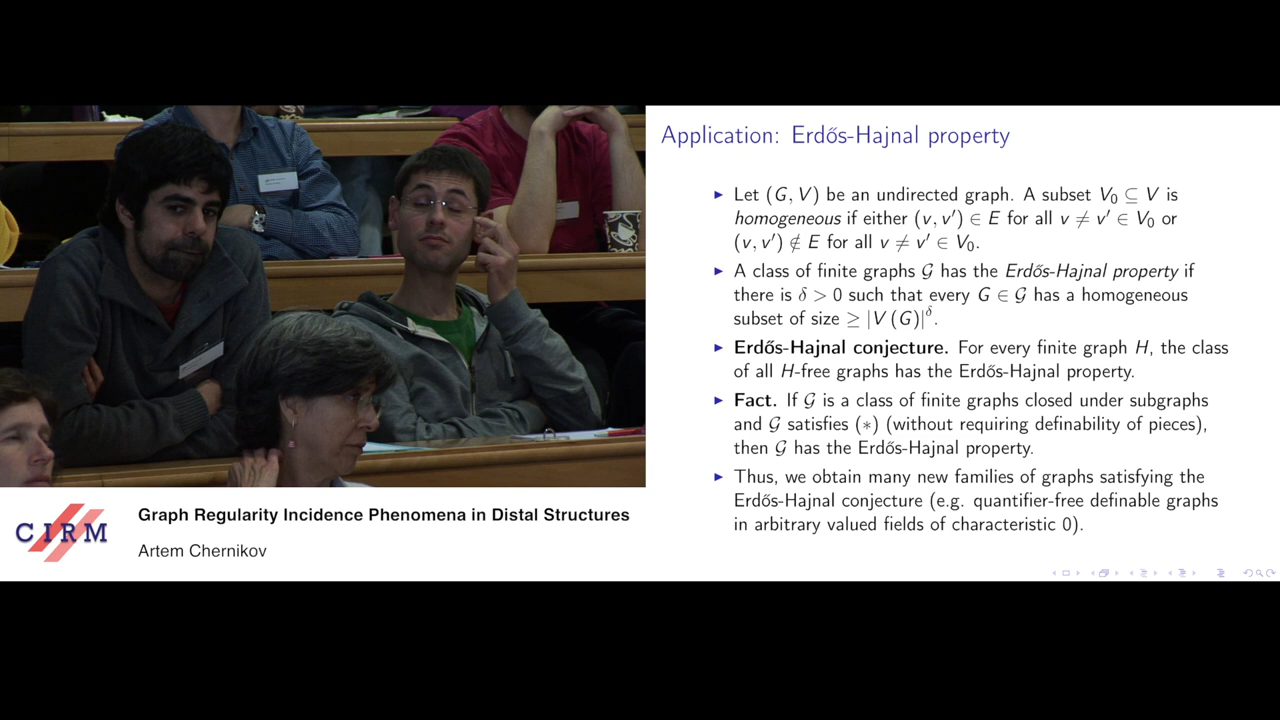 Application: Erdős-Hajnal property
▶ Let (G, V) be an undirected graph. A subset V₀ ⊆ V is
homogeneous if either (v, v′) ∈ E for all v ≠ v′ ∈ V₀ or
(v, v′) ∉ E for all v ≠ v′ ∈ V₀.
▶ A class of finite graphs 𝒢 has the Erdős-Hajnal property if
there is δ > 0 such that every G ∈ 𝒢 has a homogeneous
subset of size ≥ |V (G)|^δ.
▶ Erdős-Hajnal conjecture. For every finite graph H, the class
of all H-free graphs has the Erdős-Hajnal property.
▶ Fact. If 𝒢 is a class of finite graphs closed under subgraphs
and 𝒢 satisfies (∗) (without requiring definability of pieces),
then 𝒢 has the Erdős-Hajnal property.
▶ Thus, we obtain many new families of graphs satisfying the
Erdős-Hajnal conjecture (e.g. quantifier-free definable graphs
in arbitrary valued fields of characteristic 0).
CIRM
Graph Regularity Incidence Phenomena in Distal Structures
Artem Chernikov